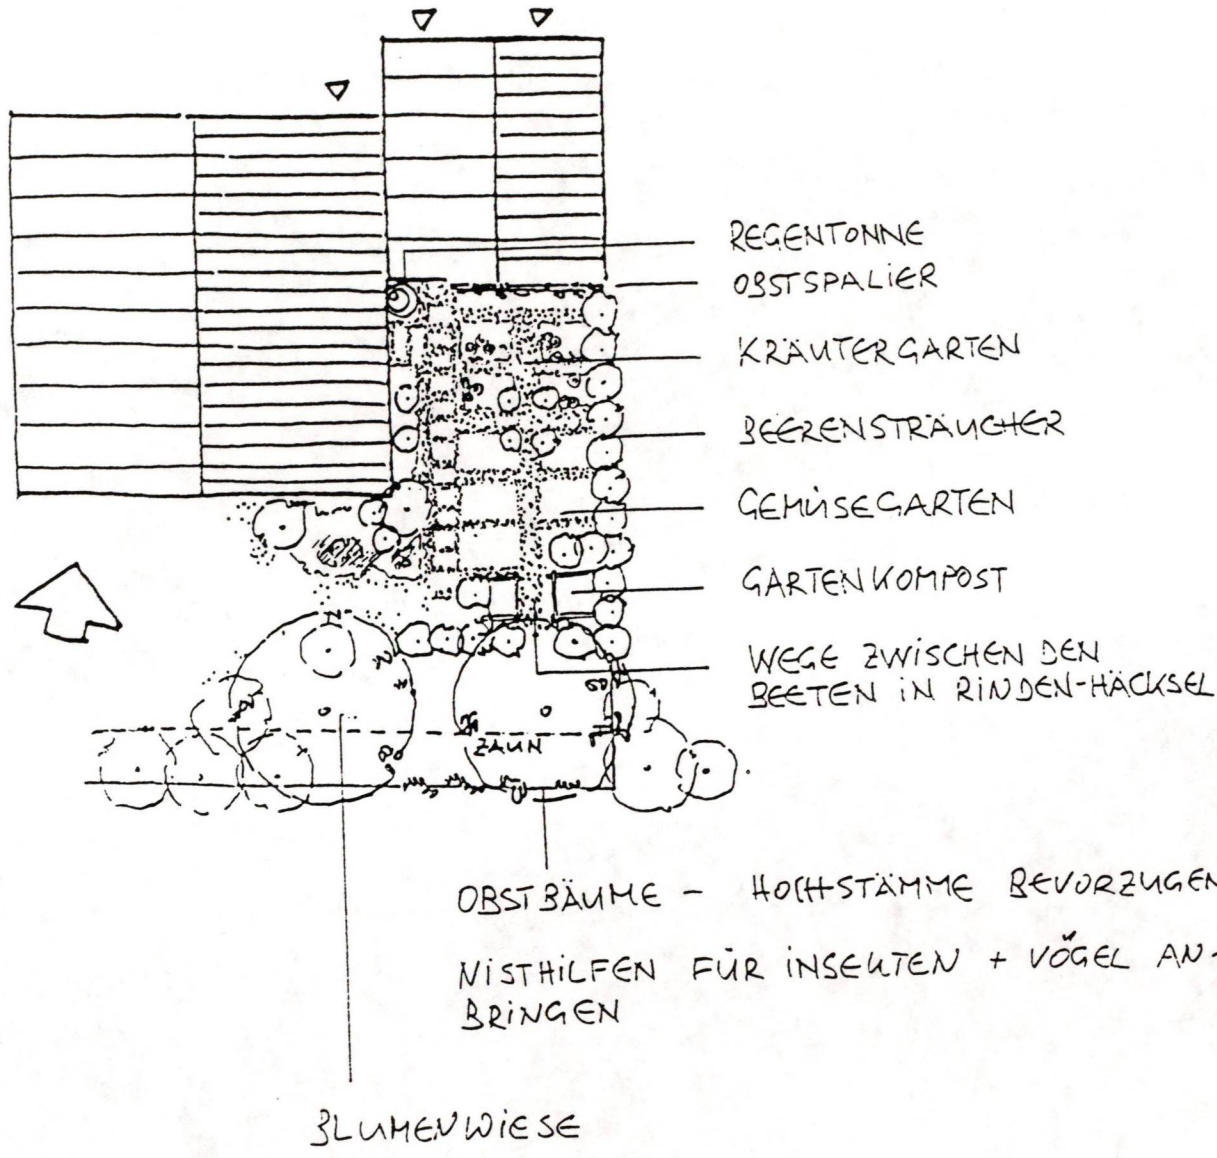 REGENTONNE
OBSTSPALIER
KRÄUTERGARTEN
BEERENSTRÄUCHER
GEMÜSEGARTEN
GARTENKOMPOST
WEGE ZWISCHEN DEN
BEETEN IN RINDEN-HÄCKSEL
ZAUN
OBSTBÄUME - HOCHSTÄMME BEVORZUGEN
NISTHILFEN FÜR INSEKTEN + VÖGEL AN-
BRINGEN
BLUMENWIESE